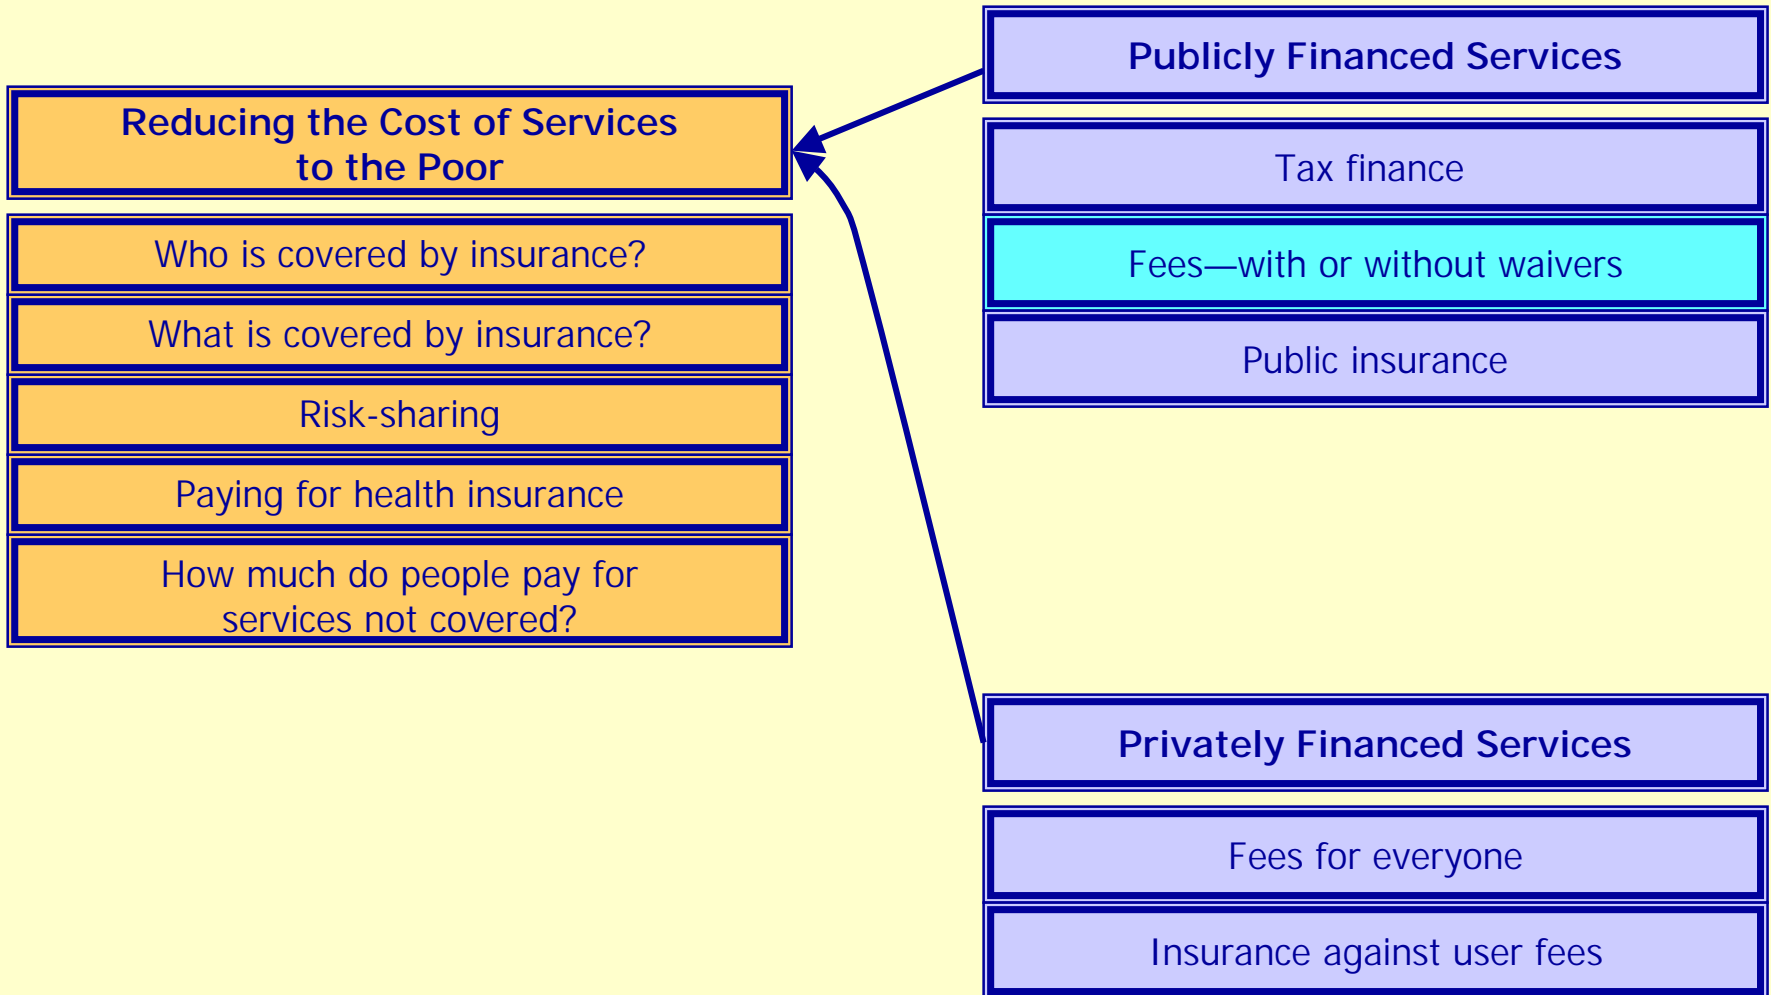 Reducing the Cost of Services
to the Poor
Who is covered by insurance?
What is covered by insurance?
Risk-sharing
Paying for health insurance
How much do people pay for
services not covered?
Publicly Financed Services
Tax finance
Fees—with or without waivers
Public insurance
Privately Financed Services
Fees for everyone
Insurance against user fees